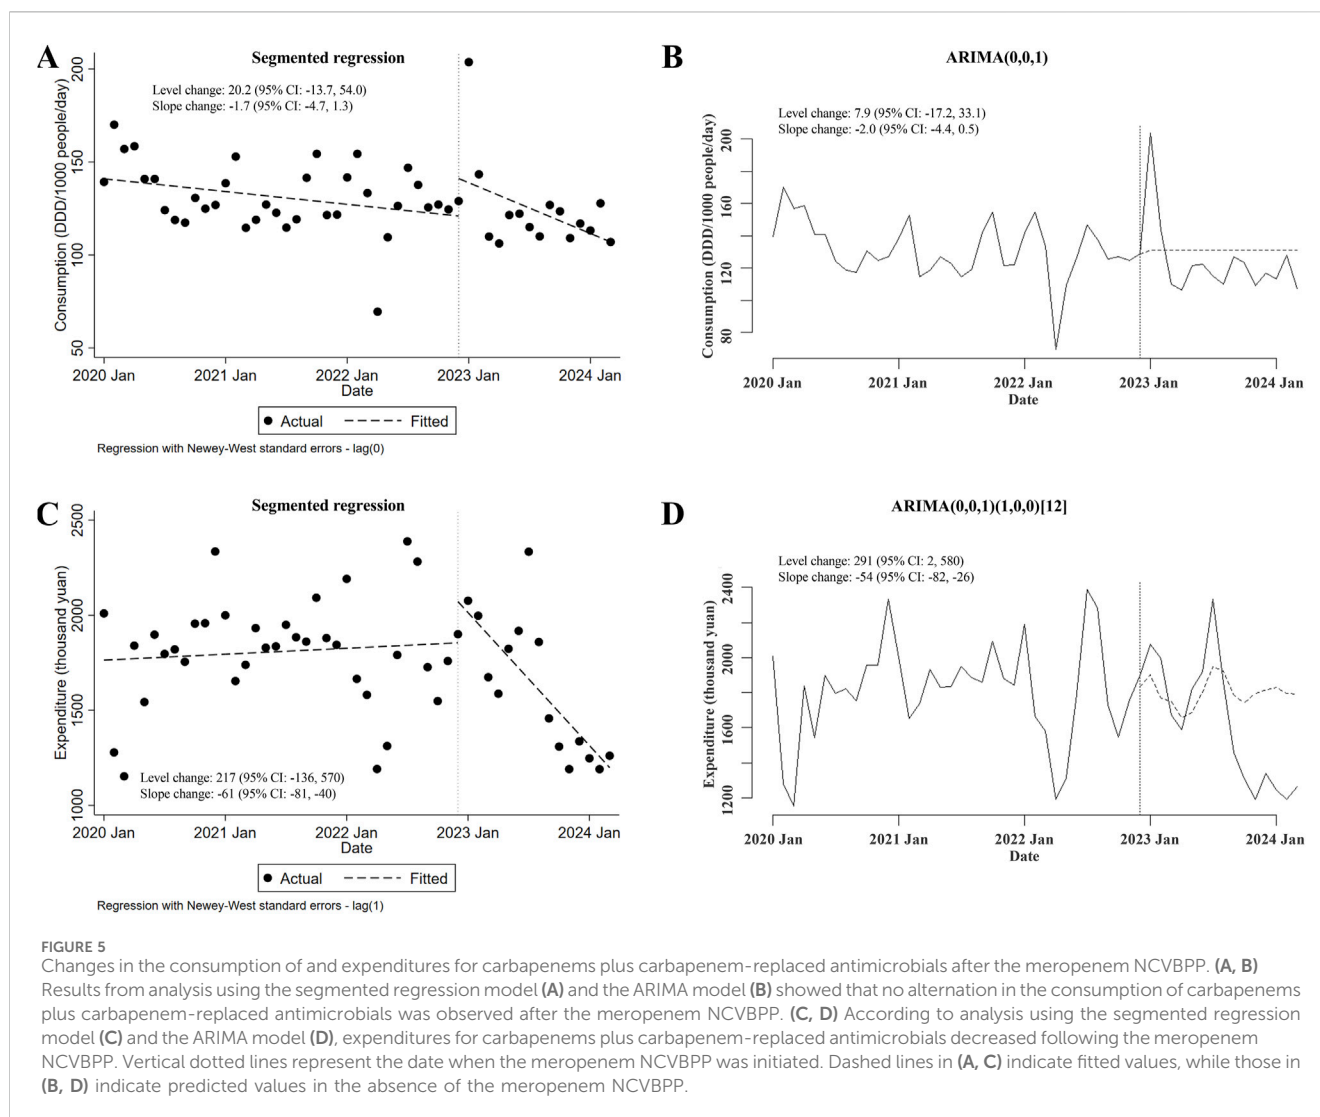 A
Segmented regression
Level change: 20.2 (95% CI: -13.7, 54.0)
Slope change: -1.7 (95% CI: -4.7, 1.3)
Consumption (DDD/1000 people/day)
200
150
100
50
2020 Jan 2021 Jan 2022 Jan 2023 Jan 2024 Jan
Date
Actual Fitted
Regression with Newey-West standard errors - lag(0)
B
ARIMA(0,0,1)
Level change: 7.9 (95% CI: -17.2, 33.1)
Slope change: -2.0 (95% CI: -4.4, 0.5)
Consumption (DDD/1000 people/day)
200
160
120
80
2020 Jan 2021 Jan 2022 Jan 2023 Jan 2024 Jan
Date
C
Segmented regression
Expenditure (thousand yuan)
2500
2000
1500
1000
Level change: 217 (95% CI: -136, 570)
Slope change: -61 (95% CI: -81, -40)
2020 Jan 2021 Jan 2022 Jan 2023 Jan 2024 Jan
Date
Actual Fitted
Regression with Newey-West standard errors - lag(1)
D
ARIMA(0,0,1)(1,0,0)[12]
Level change: 291 (95% CI: 2, 580)
Slope change: -54 (95% CI: -82, -26)
Expenditure (thousand yuan)
2400
2000
1600
1200
2020 Jan 2021 Jan 2022 Jan 2023 Jan 2024 Jan
Date
FIGURE 5
Changes in the consumption of and expenditures for carbapenems plus carbapenem-replaced antimicrobials after the meropenem NCVBPP. (A, B)
Results from analysis using the segmented regression model (A) and the ARIMA model (B) showed that no alternation in the consumption of carbapenems
plus carbapenem-replaced antimicrobials was observed after the meropenem NCVBPP. (C, D) According to analysis using the segmented regression
model (C) and the ARIMA model (D), expenditures for carbapenems plus carbapenem-replaced antimicrobials decreased following the meropenem
NCVBPP. Vertical dotted lines represent the date when the meropenem NCVBPP was initiated. Dashed lines in (A, C) indicate fitted values, while those in
(B, D) indicate predicted values in the absence of the meropenem NCVBPP.